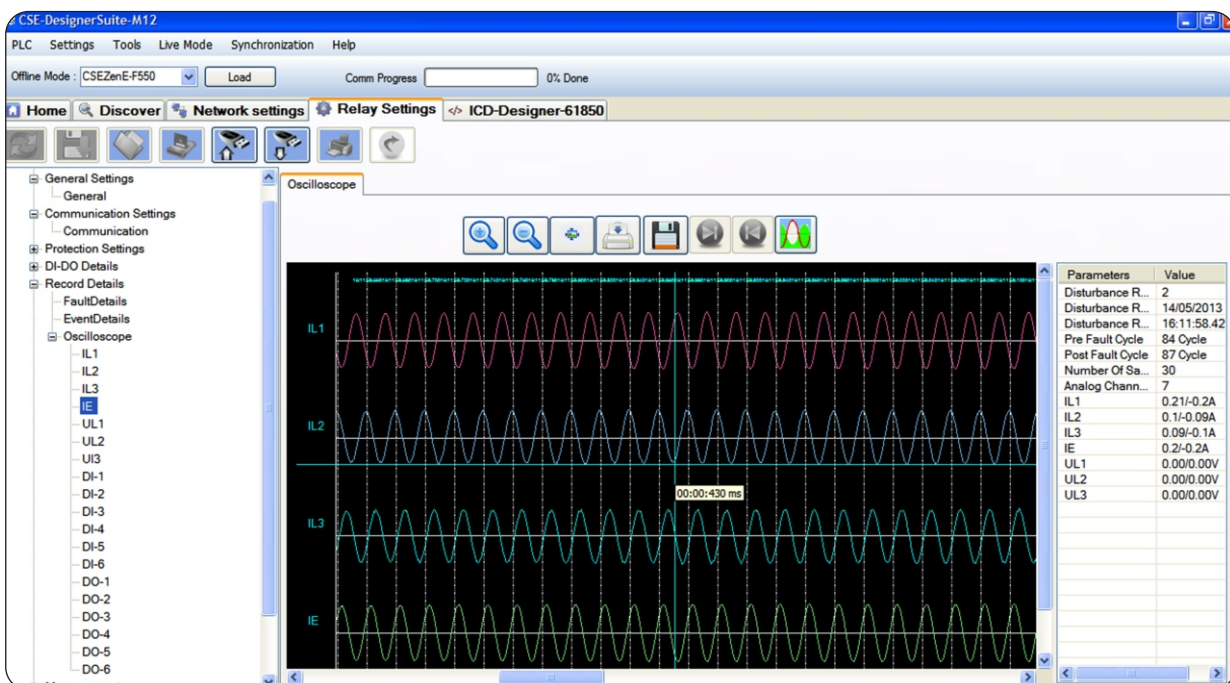 CSE-DesignerSuite-M12
PLC Settings Tools Live Mode Synchronization Help
Offline Mode : CSEZenE-F550 Load Comm Progress 0% Done
Home Discover Network settings Relay Settings ICD-Designer-61850
General Settings
General
Communication Settings
Communication
Protection Settings
DI-DO Details
Record Details
FaultDetails
EventDetails
Oscilloscope
IL1
IL2
IL3
IE
UL1
UL2
Ul3
DI-1
DI-2
DI-3
DI-4
DI-5
DI-6
DO-1
DO-2
DO-3
DO-4
DO-5
DO-6
Oscilloscope
IL1
IL2
00:00:430 ms
IL3
IE
Parameters Value
Disturbance R... 2
Disturbance R... 14/05/2013
Disturbance R... 16:11:58.42
Pre Fault Cycle 84 Cycle
Post Fault Cycle 87 Cycle
Number Of Sa... 30
Analog Chann... 7
IL1 0.21/-0.2A
IL2 0.1/-0.09A
IL3 0.09/-0.1A
IE 0.2/-0.2A
UL1 0.00/0.00V
UL2 0.00/0.00V
UL3 0.00/0.00V